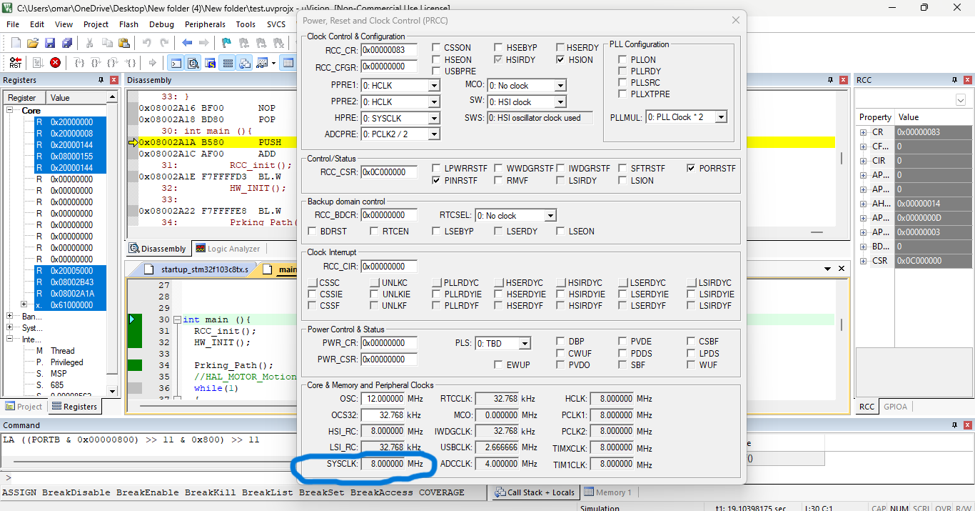 C:\Users\omar\OneDrive\Desktop\New folder (4)\New folder\test.uvprojx - µVision [Non-Commercial Use License]
File Edit View Project Flash Debug Peripherals Tools SVCS
Power, Reset and Clock Control (PRCC)
Registers
Register Value
Core
R 0x20000000
R 0x20000008
R 0x20000144
R 0x08000155
R 0x20000144
R 0x00000000
R 0x00000000
R 0x00000000
R 0x00000000
R 0x00000000
R 0x00000000
R 0x00000000
R 0x00000000
R 0x20005000
R 0x08002B43
R 0x08002A1A
x. 0x61000000
Ban...
Syst...
Inte...
M Thread
P. Privileged
S. MSP
S. 685
Project Registers
Disassembly
33: }
0x08002A16 BF00 NOP
0x08002A18 BD80 POP
30: int main (){
0x08002A1A B580 PUSH
0x08002A1C AF00 ADD
31: RCC_init();
0x08002A1E F7FFFFD3 BL.W
32: HW_INIT();
33:
0x08002A22 F7FFFFE8 BL.W
34: Prking_Path(
Disassembly Logic Analyzer
startup_stm32f103c8tx.s main
27
28
29
30 int main (){
31 RCC_init();
32 HW_INIT();
33
34 Prking_Path();
35 //HAL_MOTOR_Motion
36 while(1)
Clock Control & Configuration
RCC_CR: 0x00000083
RCC_CFGR: 0x00000000
CSSON HSEBYP HSERDY
HSEON HSIRDY HSION
USBPRE
PPRE1: 0: HCLK MCO: 0: No clock
PPRE2: 0: HCLK SW: 0: HSI clock
HPRE: 0: SYSCLK SWS: 0: HSI oscillator clock used
ADCPRE: 0: PCLK2 / 2
PLL Configuration
PLLON
PLLRDY
PLLSRC
PLLXTPRE
PLLMUL: 0: PLL Clock * 2
Control/Status
RCC_CSR: 0x0C000000
LPWRRSTF WWDGRSTF IWDGRSTF SFTRSTF PORRSTF
PINRSTF RMVF LSIRDY LSION
Backup domain control
RCC_BDCR: 0x00000000 RTCSEL: 0: No clock
BDRST RTCEN LSEBYP LSERDY LSEON
Clock Interrupt
RCC_CIR: 0x00000000
CSSC UNLKC PLLRDYC HSERDYC HSIRDYC LSERDYC LSIRDYC
CSSIE UNLKIE PLLRDYIE HSERDYIE HSIRDYIE LSERDYIE LSIRDYIE
CSSF UNLKF PLLRDYF HSERDYF HSIRDYF LSERDYF LSIRDYF
Power Control & Status
PWR_CR: 0x00000000 PLS: 0: TBD DBP PVDE CSBF
CWUF PDDS LPDS
PWR_CSR: 0x00000000 EWUP PVDO SBF WUF
Core & Memory and Peripheral Clocks
OSC: 12.000000 MHz RTCCLK: 32.768 kHz HCLK: 8.000000 MHz
OCS32: 32.768 kHz MCO: 0.000000 MHz PCLK1: 8.000000 MHz
HSI_RC: 8.000000 MHz IWDGCLK: 32.768 kHz PCLK2: 8.000000 MHz
LSI_RC: 32.768 kHz USBCLK: 2.666666 MHz TIMXCLK: 8.000000 MHz
SYSCLK: 8.000000 MHz ADCCLK: 4.000000 MHz TIM1CLK: 8.000000 MHz
RCC
Property Value
CR 0x00000083
CF... 0
CIR 0
AP... 0
AP... 0
AH... 0x00000014
AP... 0x0000000D
AP... 0x00000003
BD... 0
CSR 0x0C000000
RCC GPIOA
Command
LA ((PORTB & 0x00000800) >> 11 & 0x800) >> 11
>
ASSIGN BreakDisable BreakEnable BreakKill BreakList BreakSet BreakAccess COVERAGE
Call Stack + Locals Memory 1
Simulation t1: 19.10398175 sec L:30 C:1 CAP NUM SCRL OVR R/W